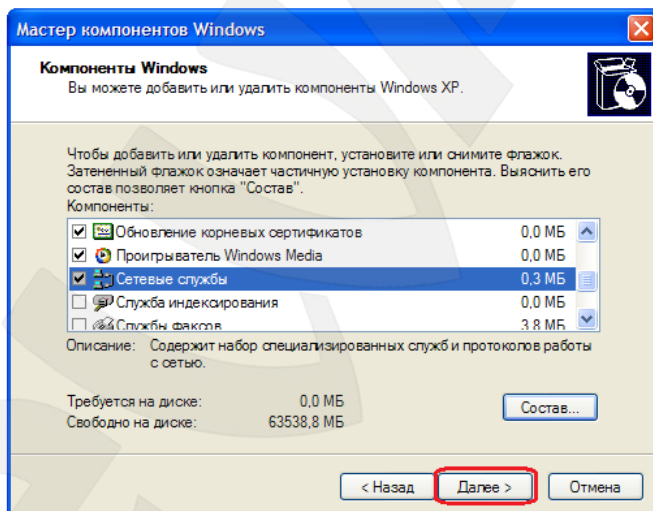 Мастер компонентов Windows
Компоненты Windows
Вы можете добавить или удалить компоненты Windows XP.
Чтобы добавить или удалить компонент, установите или снимите флажок.
Затененный флажок означает частичную установку компонента. Выяснить его
состав позволяет кнопка "Состав".
Компоненты:
Обновление корневых сертификатов 0,0 МБ
Проигрыватель Windows Media 0,0 МБ
Сетевые службы 0,3 МБ
Служба индексирования 0,0 МБ
Службы факсов 3,8 МБ
Описание: Содержит набор специализированных служб и протоколов работы
с сетью.
Требуется на диске: 0,0 МБ
Свободно на диске: 63538,8 МБ
Состав...
< Назад Далее > Отмена